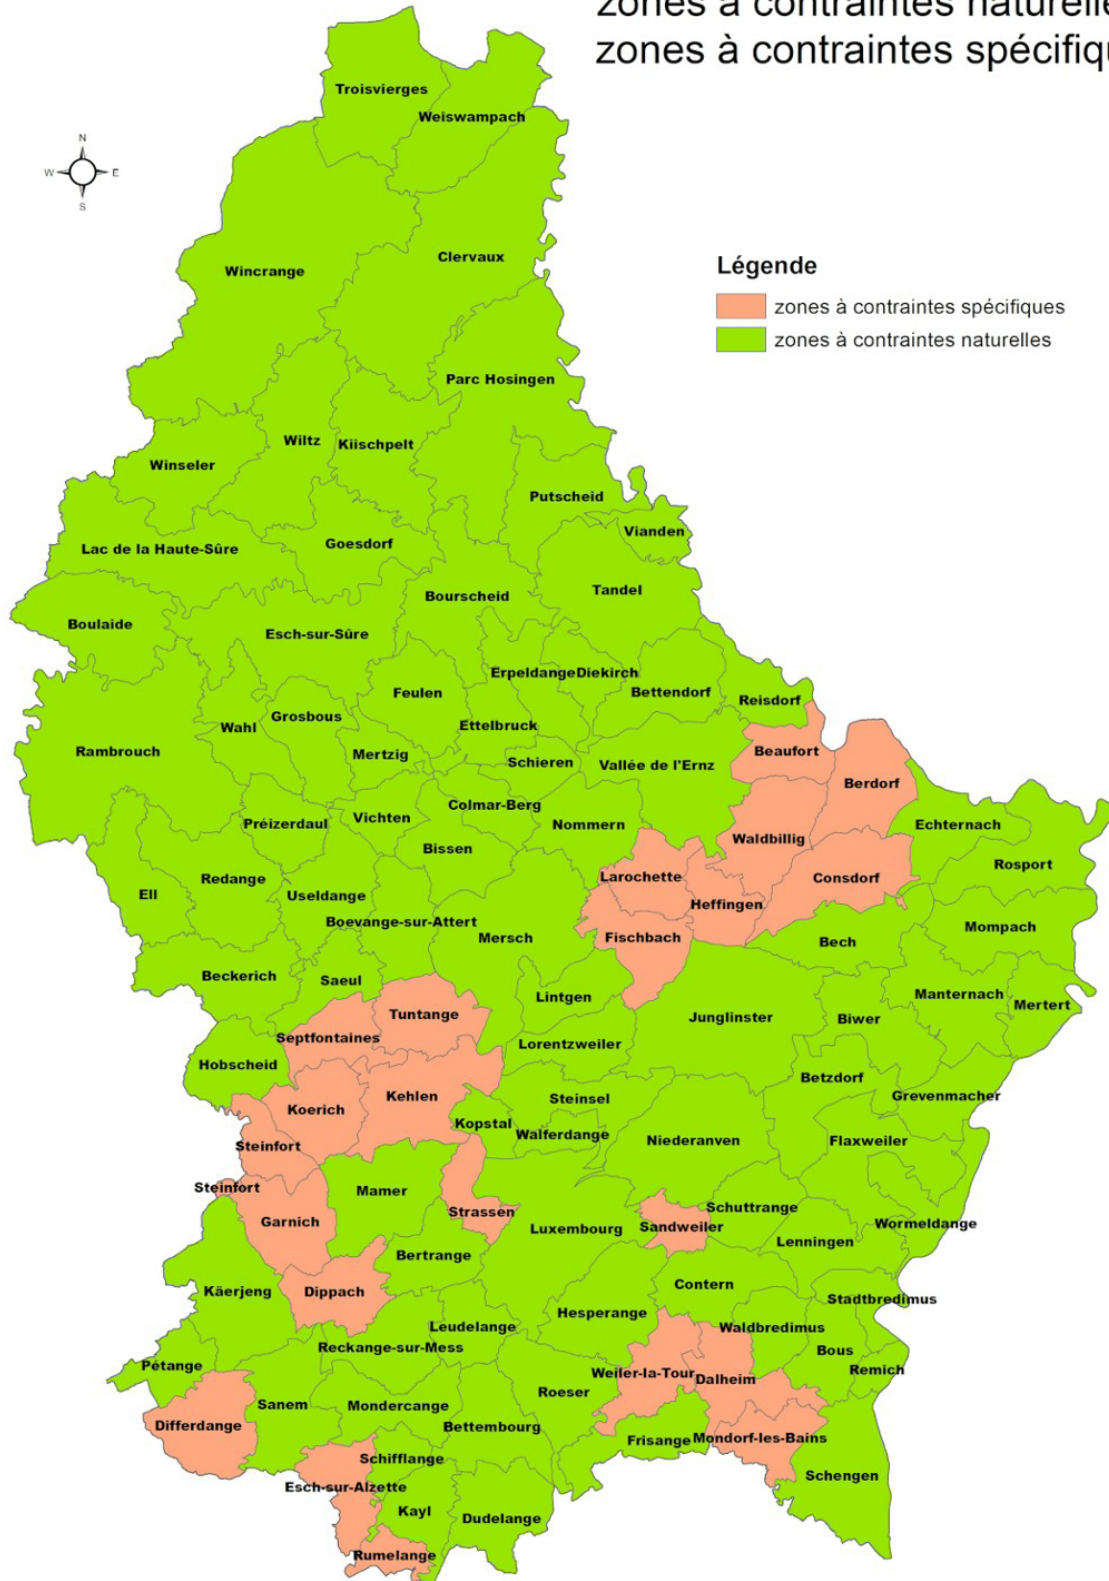 zones à contraintes naturelle
zones à contraintes spécifiqu
N
W E
S
Légende
zones à contraintes spécifiques
zones à contraintes naturelles
Troisvierges
Weiswampach
Clervaux
Wincrange
Parc Hosingen
Wiltz
Kiischpelt
Winseler
Putscheid
Vianden
Goesdorf
Lac de la Haute-Sûre
Tandel
Bourscheid
Boulaide
Esch-sur-Sûre
Erpeldange
Diekirch
Feulen
Bettendorf
Reisdorf
Grosbous
Wahl
Ettelbruck
Rambrouch
Mertzig
Schieren
Vallée de l'Ernz
Beaufort
Berdorf
Colmar-Berg
Vichten
Préizerdaul
Nommern
Echternach
Waldbillig
Bissen
Rosport
Redange
Larochette
Consdorf
Ell
Useldange
Heffingen
Boevange-sur-Attert
Mompach
Mersch
Fischbach
Bech
Beckerich
Saeul
Lintgen
Manternach
Mertert
Tuntange
Junglinster
Biwer
Septfontaines
Lorentzweiler
Hobscheid
Betzdorf
Kehlen
Steinsel
Grevenmacher
Koerich
Kopstal
Walferdange
Niederanven
Flaxweiler
Steinfort
Steinfort
Mamer
Garnich
Strassen
Schuttrange
Luxembourg
Sandweiler
Wormeldange
Lenningen
Bertrange
Contern
Käerjeng
Dippach
Stadtbredimus
Hesperange
Leudelange
Waldbredimus
Reckange-sur-Mess
Bous
Pétange
Remich
Weiler-la-Tour
Dalheim
Roeser
Sanem
Mondercange
Differdange
Bettembourg
Frisange
Mondorf-les-Bains
Schifflange
Schengen
Esch-sur-Alzette
Kayl
Dudelange
Rumelange